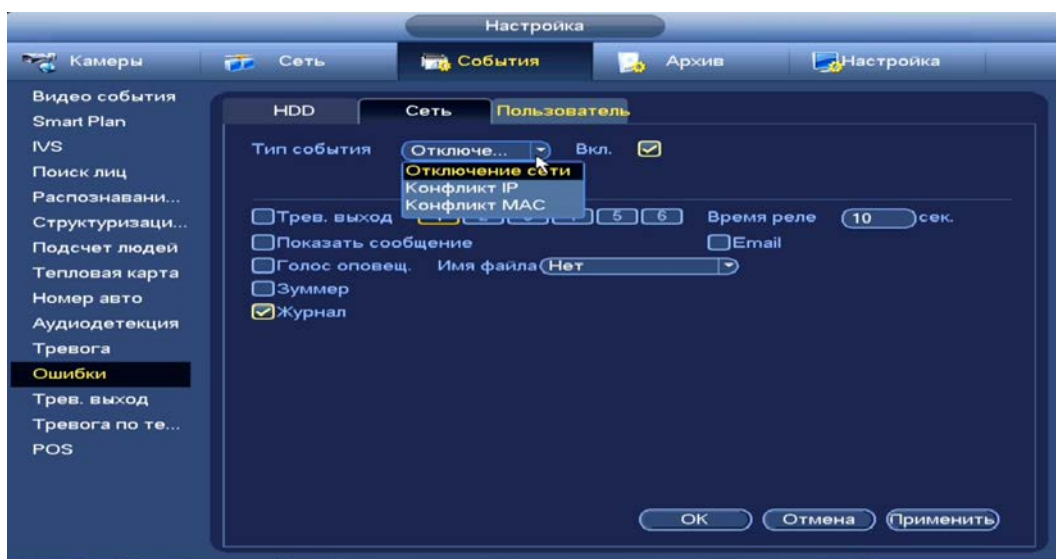 Настройка
Камеры Сеть События Архив Настройка
Видео события
Smart Plan
IVS
Поиск лиц
Распознавани...
Структуризаци...
Подсчет людей
Тепловая карта
Номер авто
Аудиодетекция
Тревога
Ошибки
Трев. выход
Тревога по те...
POS
HDD Сеть Пользователь
Тип события Отключе... Вкл.
Отключение сети
Конфликт IP
Конфликт MAC
Трев. выход 5 6 Время реле 10 сек.
Показать сообщение Email
Голос оповещ. Имя файла Нет
Зуммер
Журнал
OK Отмена Применить